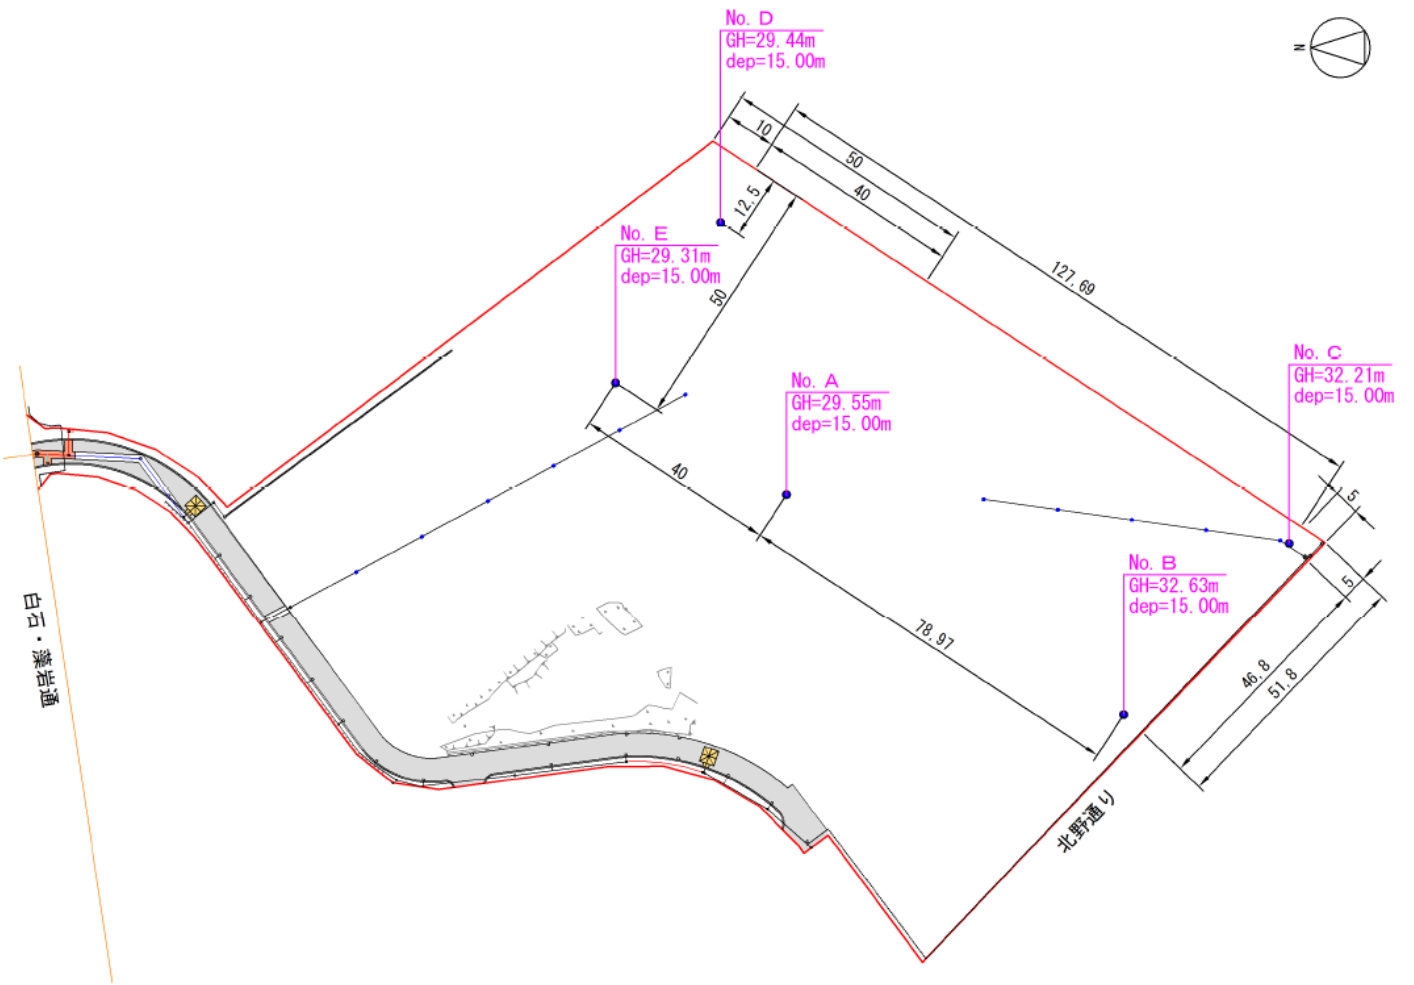 No. D
GH=29.44m
dep=15.00m
N
10
50
40
12.5
No. E
GH=29.31m
dep=15.00m
50
127.69
No. C
GH=32.21m
dep=15.00m
No. A
GH=29.55m
dep=15.00m
40
5
No. B
GH=32.63m
dep=15.00m
5
78.97
46.8
51.8
白石・藻岩通
北野通り